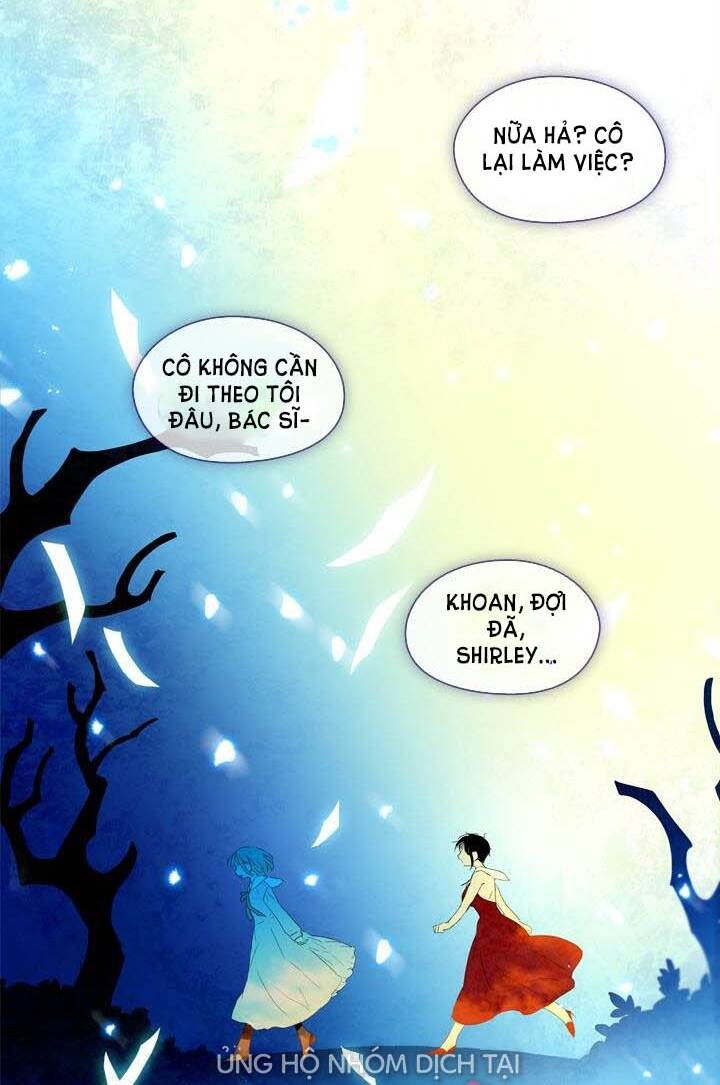 NỮA HẢ? CÔ
LẠI LÀM VIỆC?
CÔ KHÔNG CẦN
ĐI THEO TÔI
ĐÂU, BÁC SĨ-
KHOAN, ĐỢI
ĐÃ,
SHIRLEY...
ỦNG HỘ NHÓM DỊCH TẠI